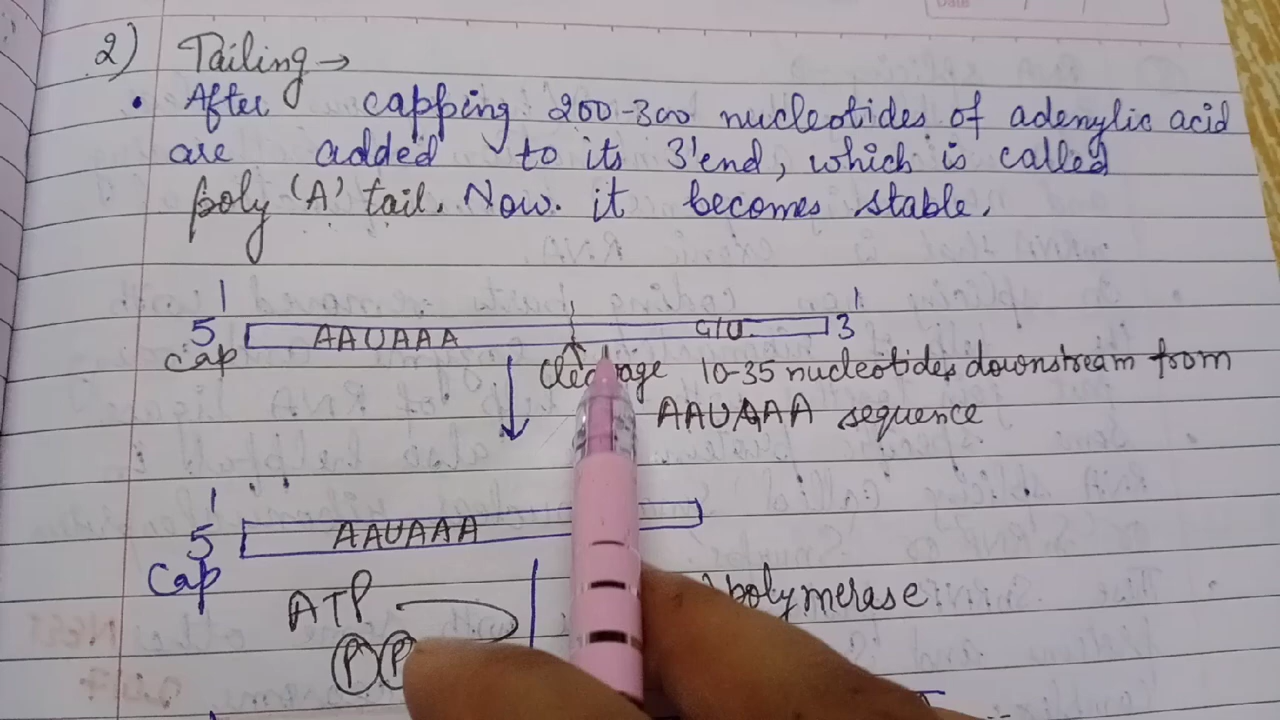 Date
2) Tailing →
• After capping 200-300 nucleotides of adenylic acid
are added to its 3'end, which is called
poly 'A' tail. Now. it becomes stable.
5' AAUAAA G/U 3'
Cap Cleavage 10-35 nucleotides downstream from
AAUAAA sequence
5' AAUAAA
Cap
ATP polymerase
P P